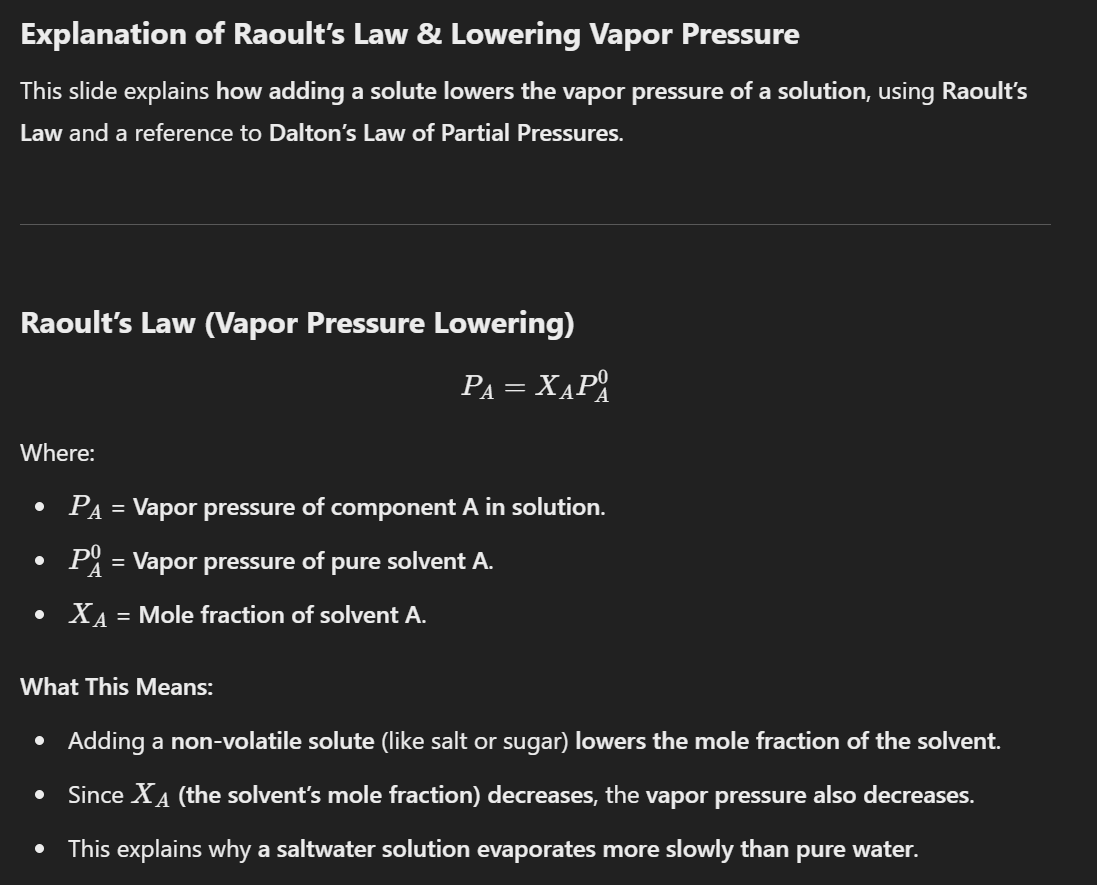 Explanation of Raoult’s Law & Lowering Vapor Pressure
This slide explains how adding a solute lowers the vapor pressure of a solution, using Raoult’s
Law and a reference to Dalton’s Law of Partial Pressures.
Raoult’s Law (Vapor Pressure Lowering)
P_A = X_A P_A^0
Where:
• P_A = Vapor pressure of component A in solution.
• P_A^0 = Vapor pressure of pure solvent A.
• X_A = Mole fraction of solvent A.
What This Means:
• Adding a non-volatile solute (like salt or sugar) lowers the mole fraction of the solvent.
• Since X_A (the solvent’s mole fraction) decreases, the vapor pressure also decreases.
• This explains why a saltwater solution evaporates more slowly than pure water.